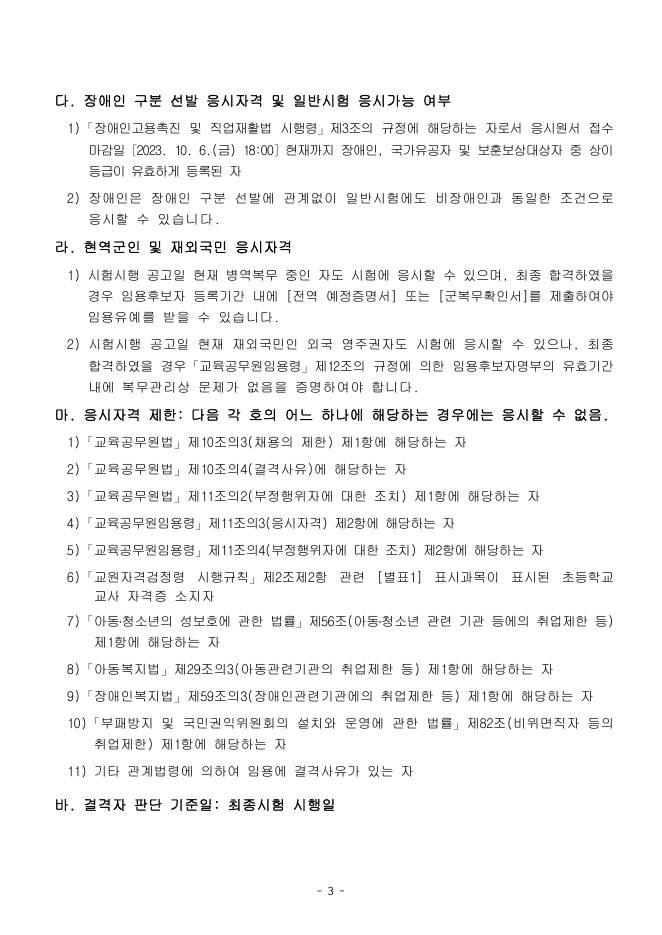 다. 장애인 구분 선발 응시자격 및 일반시험 응시가능 여부
1)「장애인고용촉진 및 직업재활법 시행령」제3조의 규정에 해당하는 자로서 응시원서 접수
마감일 [2023. 10. 6.(금) 18:00] 현재까지 장애인, 국가유공자 및 보훈보상대상자 중 상이
등급이 유효하게 등록된 자
2) 장애인은 장애인 구분 선발에 관계없이 일반시험에도 비장애인과 동일한 조건으로
응시할 수 있습니다.
라. 현역군인 및 재외국민 응시자격
1) 시험시행 공고일 현재 병역복무 중인 자도 시험에 응시할 수 있으며, 최종 합격하였을
경우 임용후보자 등록기간 내에 [전역 예정증명서] 또는 [군복무확인서]를 제출하여야
임용유예를 받을 수 있습니다.
2) 시험시행 공고일 현재 재외국민인 외국 영주권자도 시험에 응시할 수 있으나, 최종
합격하였을 경우「교육공무원임용령」제12조의 규정에 의한 임용후보자명부의 유효기간
내에 복무관리상 문제가 없음을 증명하여야 합니다.
마. 응시자격 제한: 다음 각 호의 어느 하나에 해당하는 경우에는 응시할 수 없음.
1)「교육공무원법」제10조의3(채용의 제한) 제1항에 해당하는 자
2)「교육공무원법」제10조의4(결격사유)에 해당하는 자
3)「교육공무원법」제11조의2(부정행위자에 대한 조치) 제1항에 해당하는 자
4)「교육공무원임용령」제11조의3(응시자격) 제2항에 해당하는 자
5)「교육공무원임용령」제11조의4(부정행위자에 대한 조치) 제2항에 해당하는 자
6)「교원자격검정령 시행규칙」제2조제2항 관련 [별표1] 표시과목이 표시된 초등학교
교사 자격증 소지자
7)「아동·청소년의 성보호에 관한 법률」제56조(아동·청소년 관련 기관 등에의 취업제한 등)
제1항에 해당하는 자
8)「아동복지법」제29조의3(아동관련기관의 취업제한 등) 제1항에 해당하는 자
9)「장애인복지법」제59조의3(장애인관련기관에의 취업제한 등) 제1항에 해당하는 자
10)「부패방지 및 국민권익위원회의 설치와 운영에 관한 법률」제82조(비위면직자 등의
취업제한) 제1항에 해당하는 자
11) 기타 관계법령에 의하여 임용에 결격사유가 있는 자
바. 결격자 판단 기준일: 최종시험 시행일
- 3 -